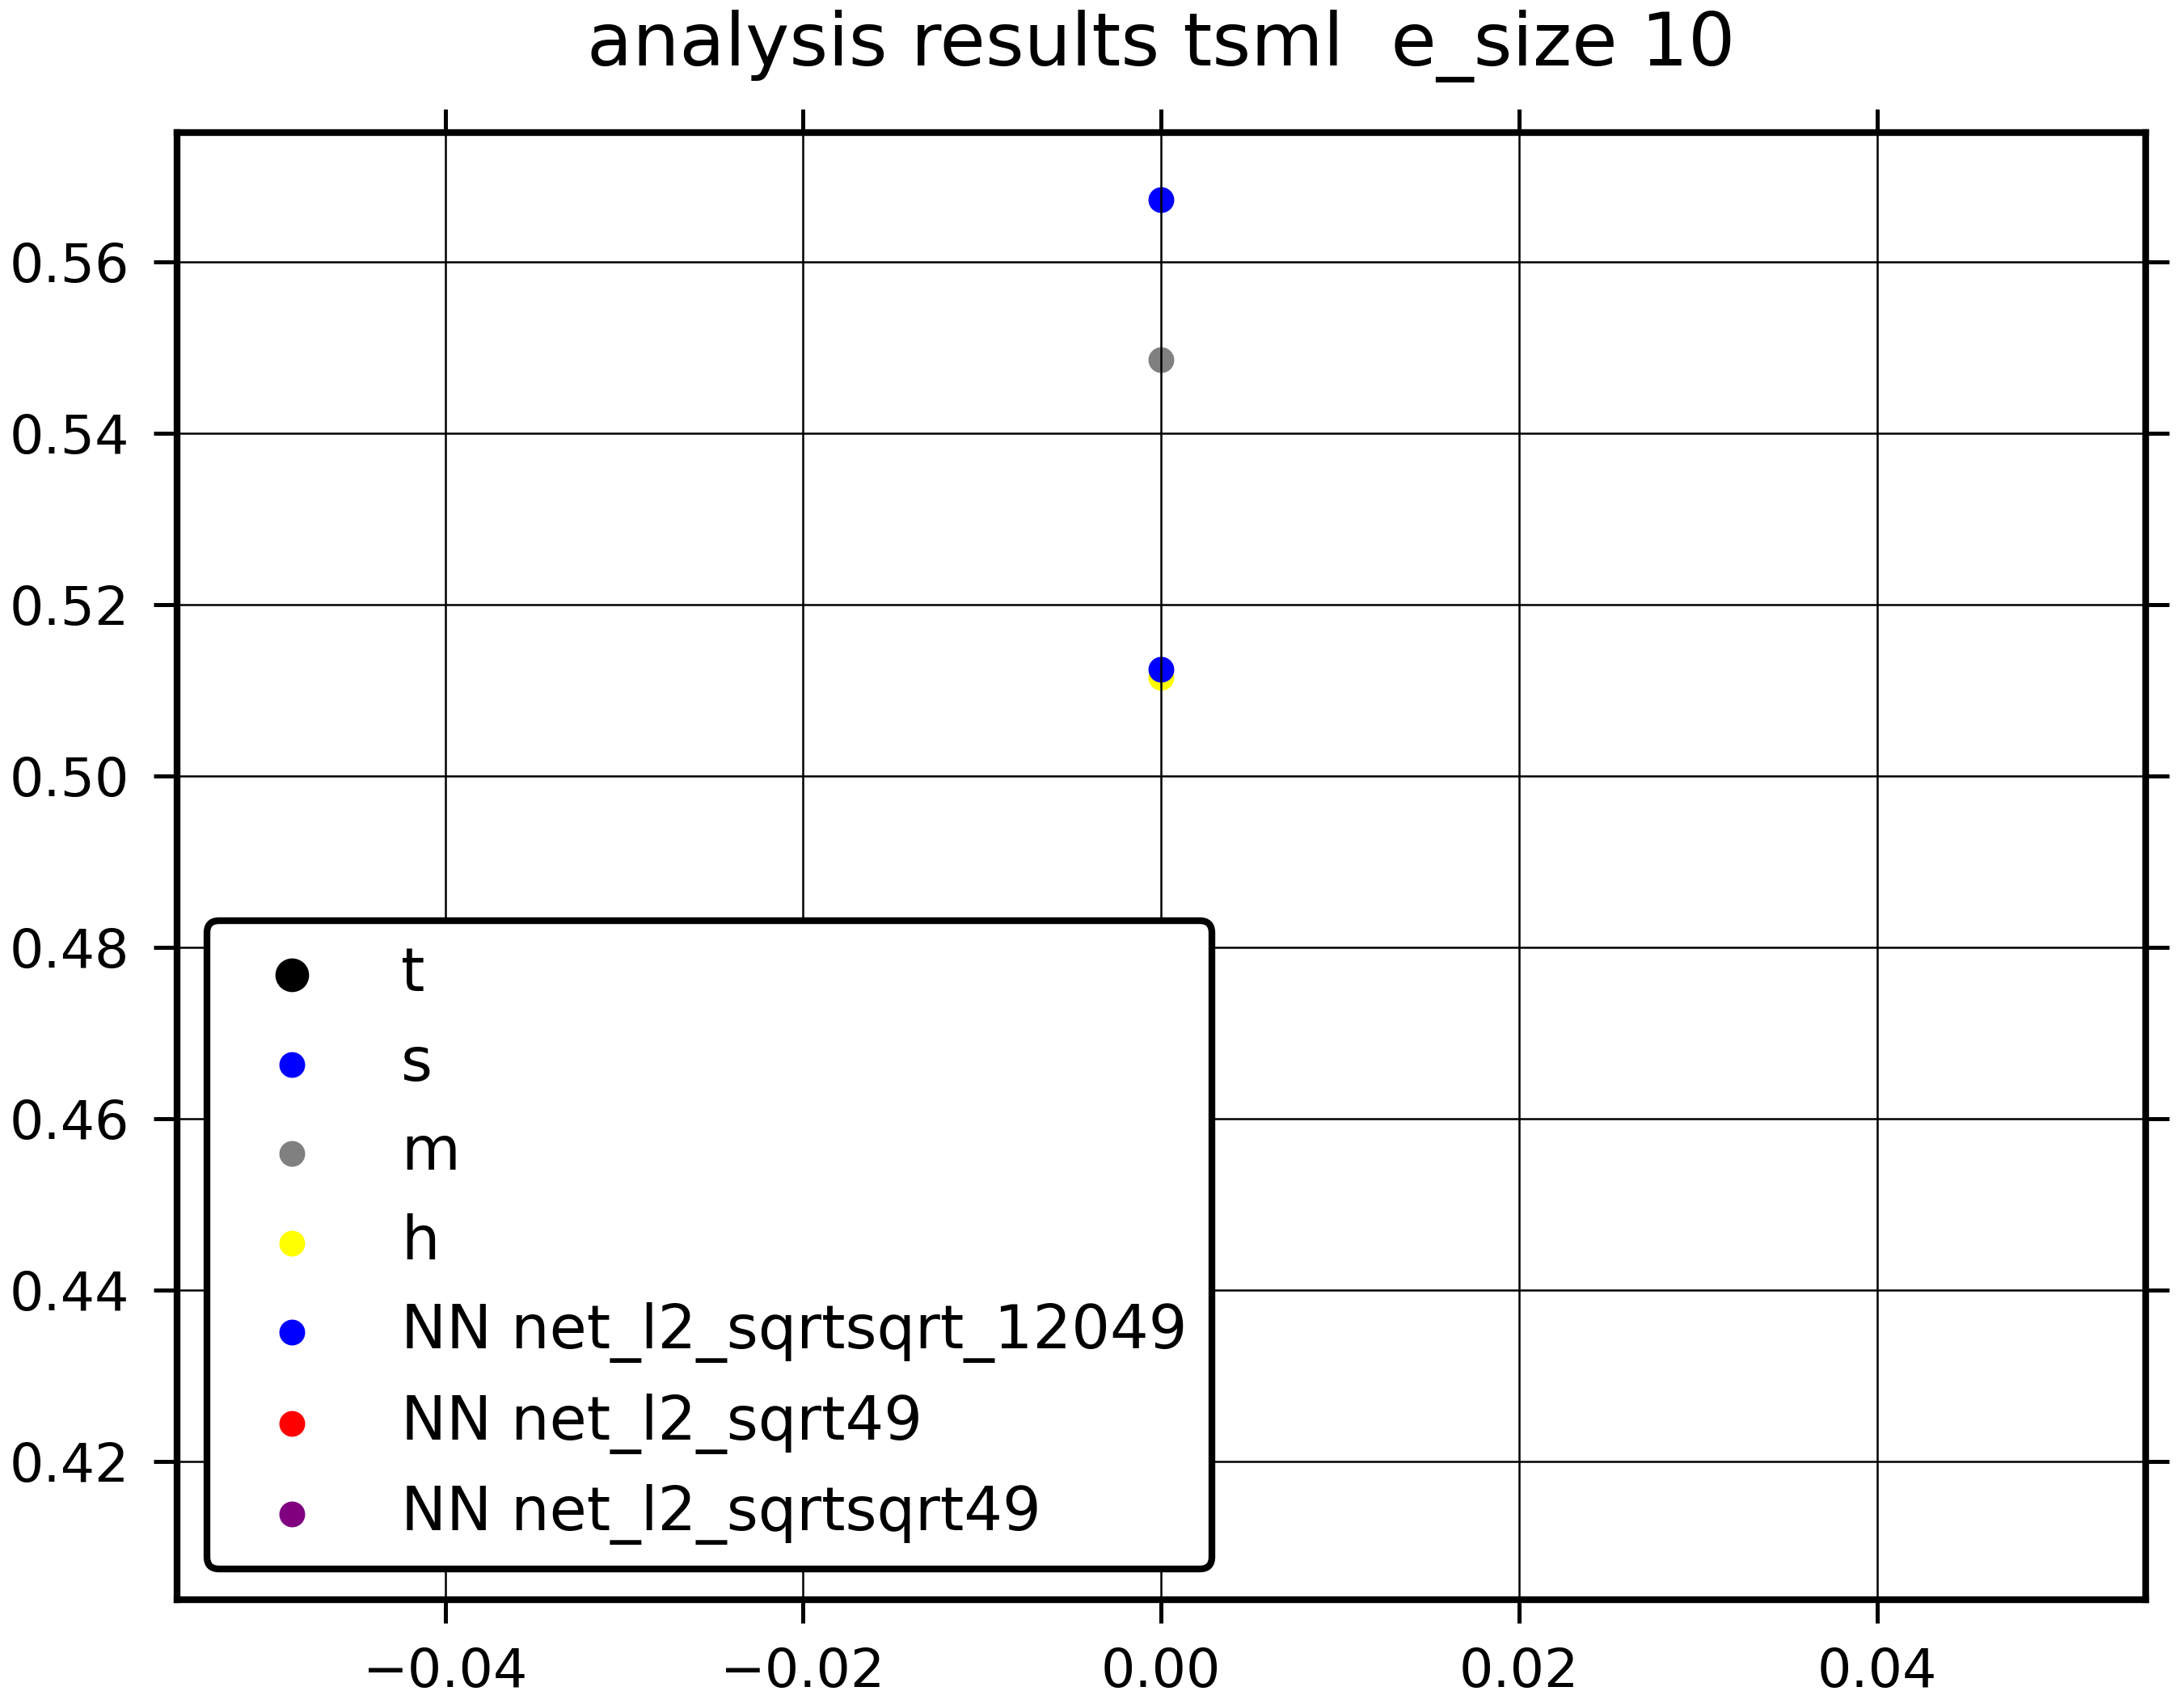 analysis results tsml  e_size 10
0.56
0.54
0.52
0.50
0.48
0.46
0.44
0.42
t
s
m
h
NN net_l2_sqrtsqrt_12049
NN net_l2_sqrt49
NN net_l2_sqrtsqrt49
−0.04 −0.02 0.00 0.02 0.04